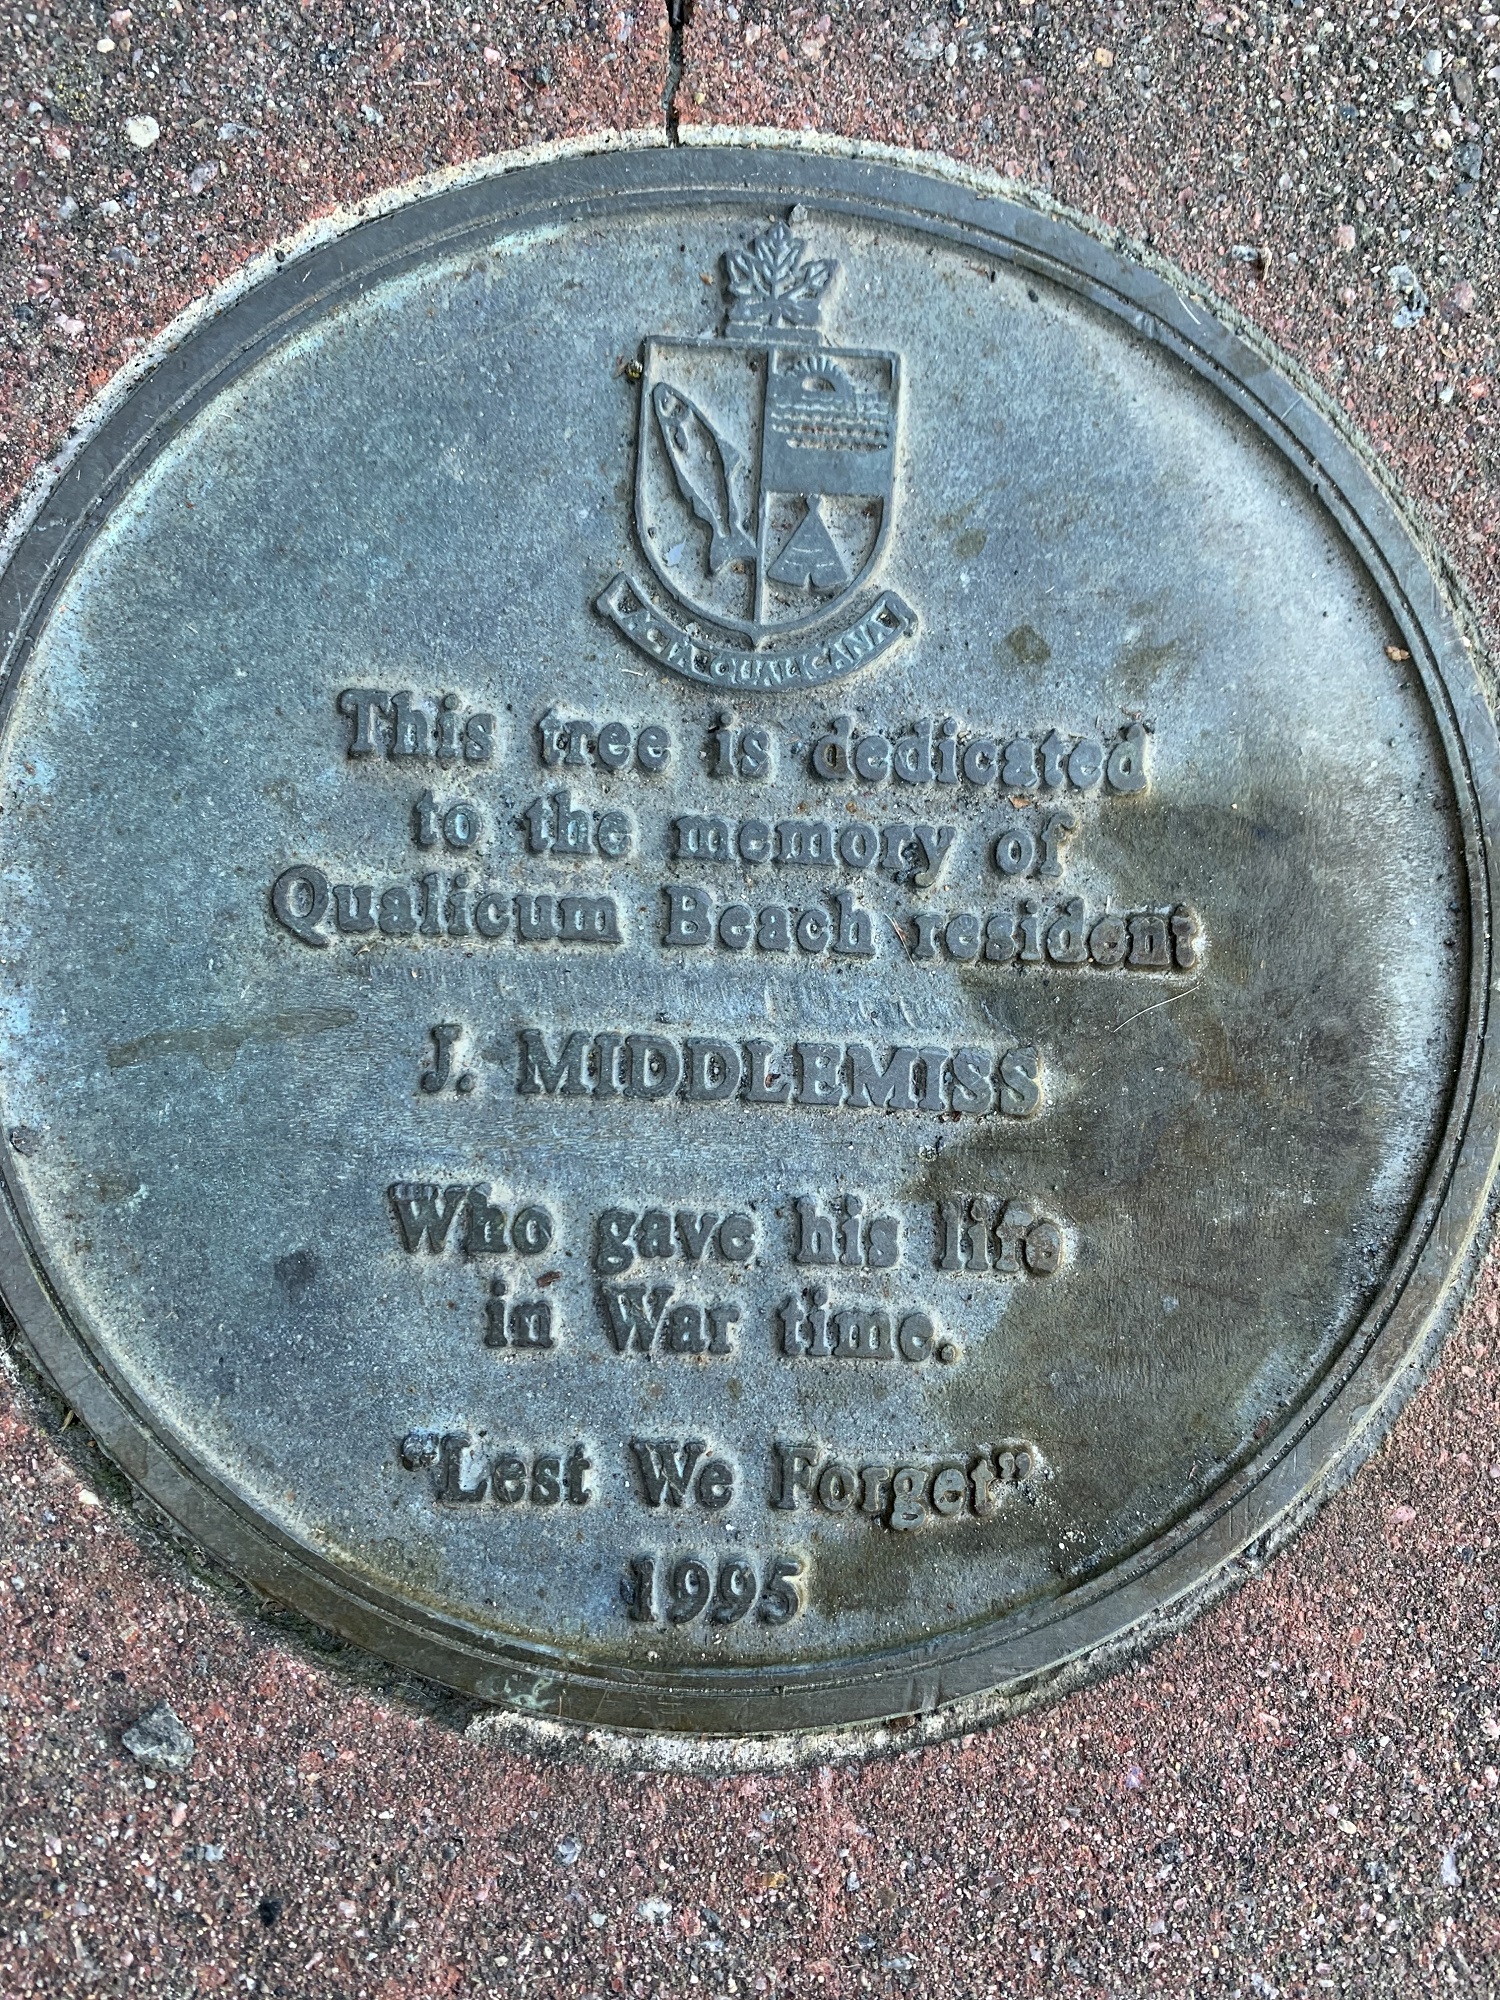 This tree is dedicated
to the memory of
Qualicum Beach resident
J. MIDDLEMISS
Who gave his life
in War time.
"Lest We Forget"
1995